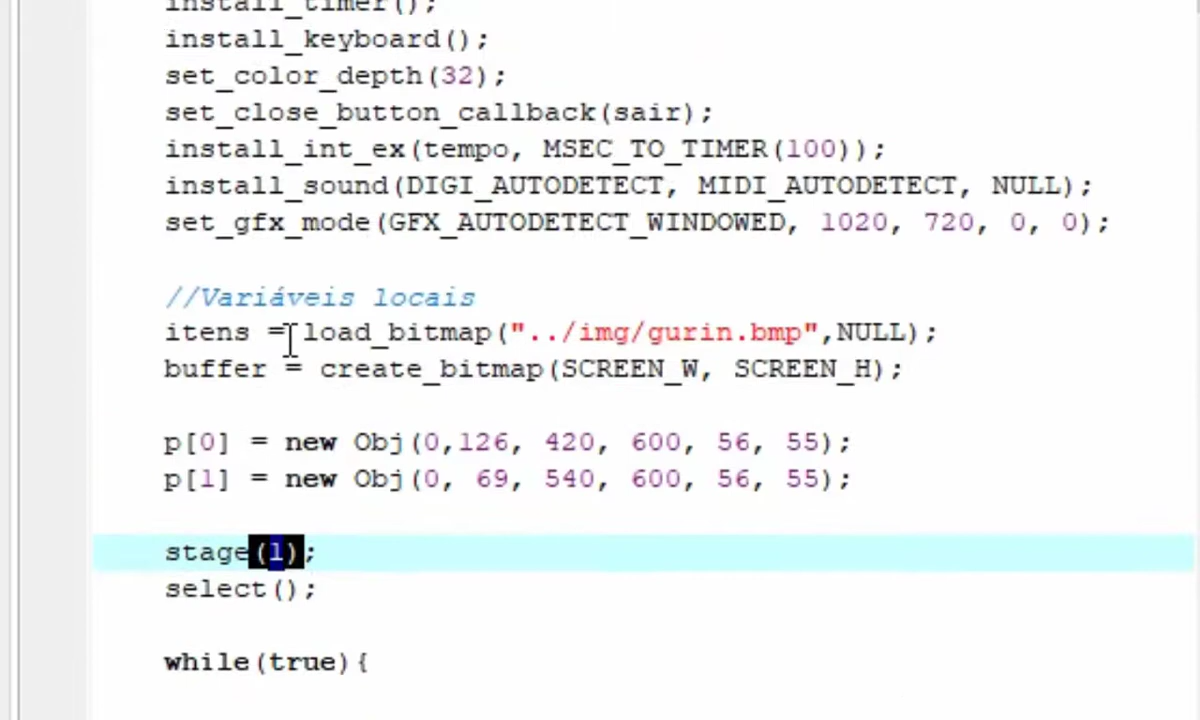 install_timer();
install_keyboard();
set_color_depth(32);
set_close_button_callback(sair);
install_int_ex(tempo, MSEC_TO_TIMER(100));
install_sound(DIGI_AUTODETECT, MIDI_AUTODETECT, NULL);
set_gfx_mode(GFX_AUTODETECT_WINDOWED, 1020, 720, 0, 0);
//Variáveis locais
itens = load_bitmap("../img/gurin.bmp",NULL);
buffer = create_bitmap(SCREEN_W, SCREEN_H);
p[0] = new Obj(0,126, 420, 600, 56, 55);
p[1] = new Obj(0, 69, 540, 600, 56, 55);
stage(1);
select();
while(true){